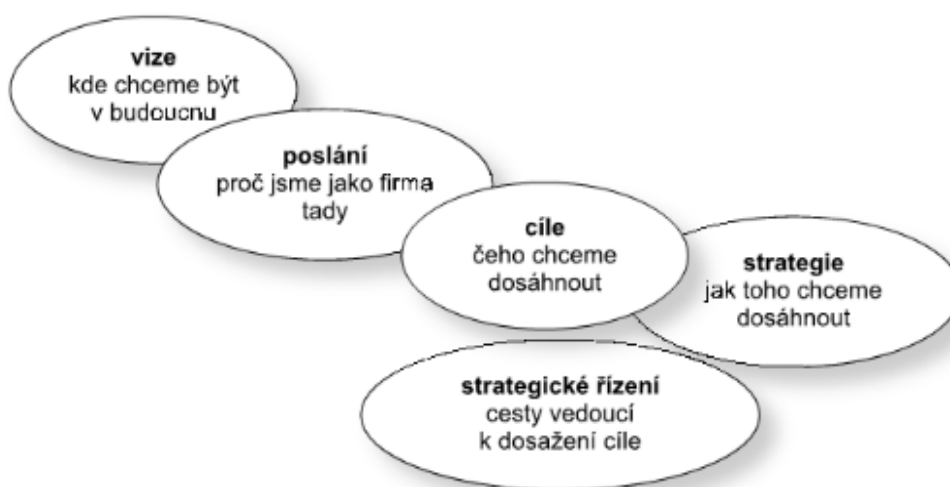 vize
kde chceme být
v budoucnu
poslání
proč jsme jako firma
tady
cíle
čeho chceme
dosáhnout
strategie
jak toho chceme
dosáhnout
strategické řízení
cesty vedoucí
k dosažení cíle